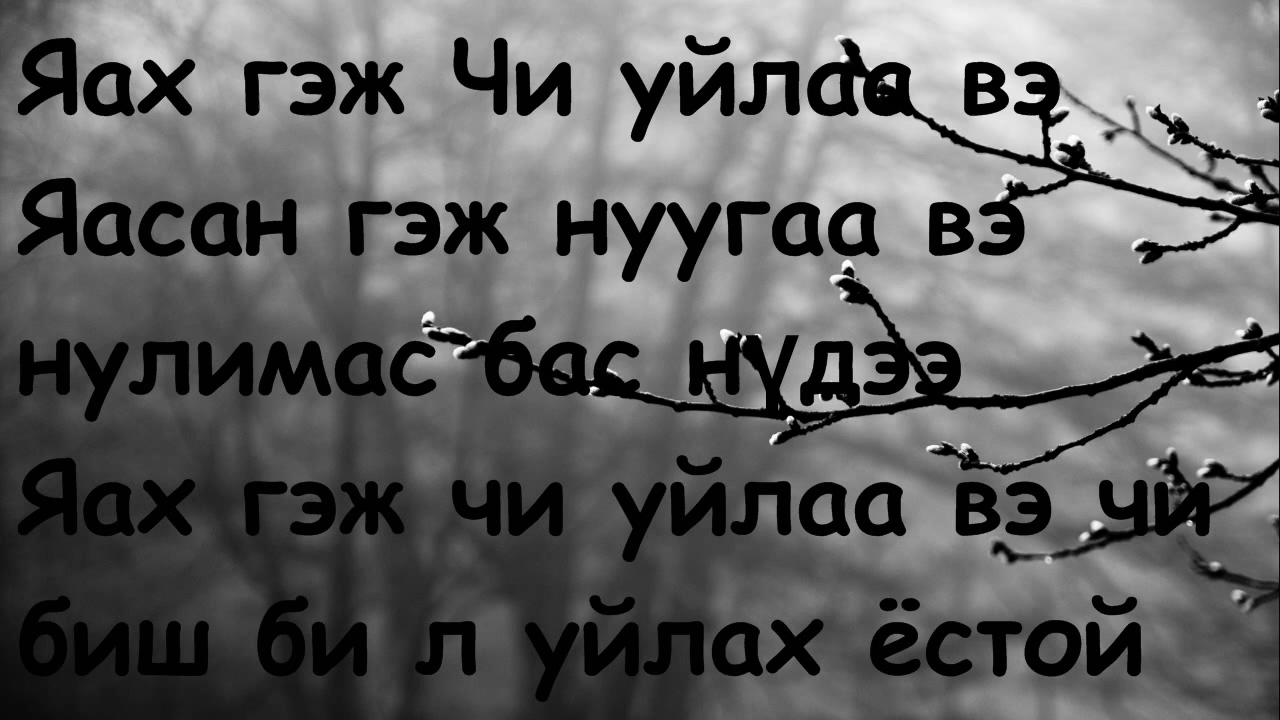 Яах гэж Чи уйлаа вэ
Яасан гэж нуугаа вэ
нулимас бас нүдээ
Яах гэж чи уйлаа вэ чи
биш би л уйлах ёстой